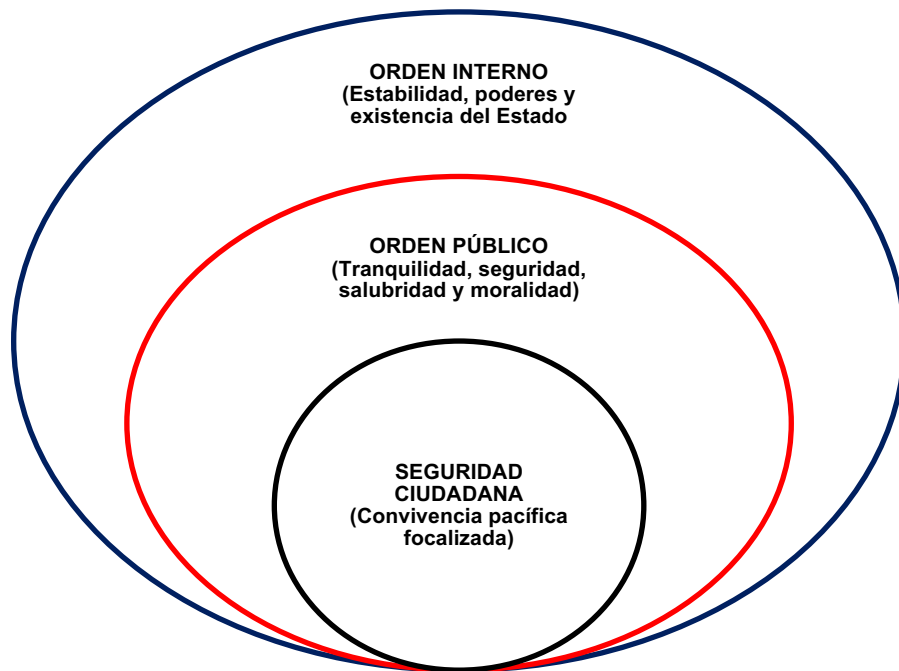 ORDEN INTERNO
(Estabilidad, poderes y
existencia del Estado
ORDEN PÚBLICO
(Tranquilidad, seguridad,
salubridad y moralidad)
SEGURIDAD
CIUDADANA
(Convivencia pacífica
focalizada)